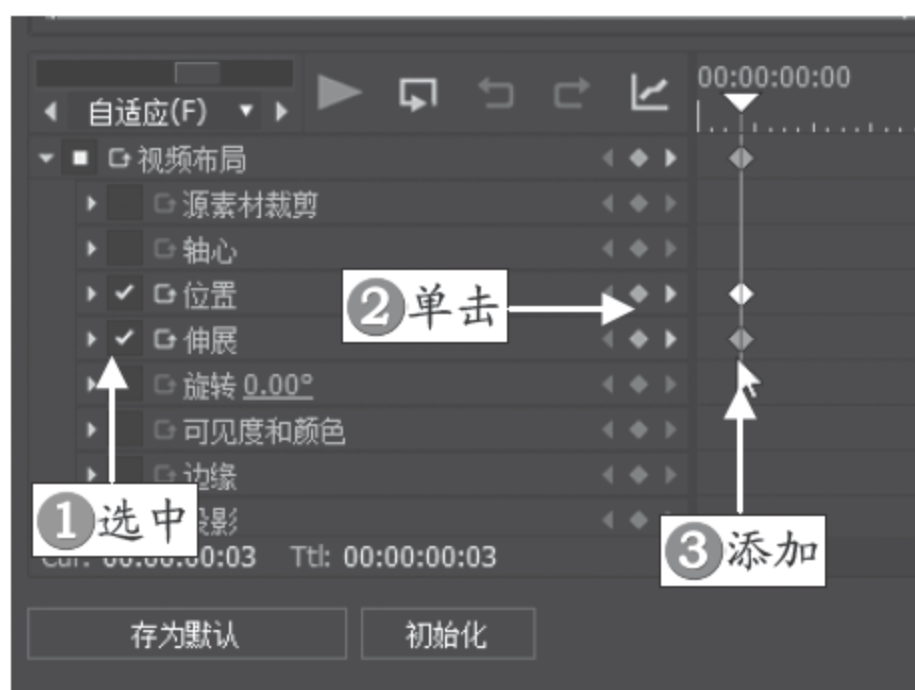 00:00:00:00
自适应(F)
视频布局
源素材裁剪
轴心
位置
2单击
伸展
旋转 0.00°
可见度和颜色
边缘
1选中
3添加
00:00:00:03 Ttl: 00:00:00:03
存为默认 初始化